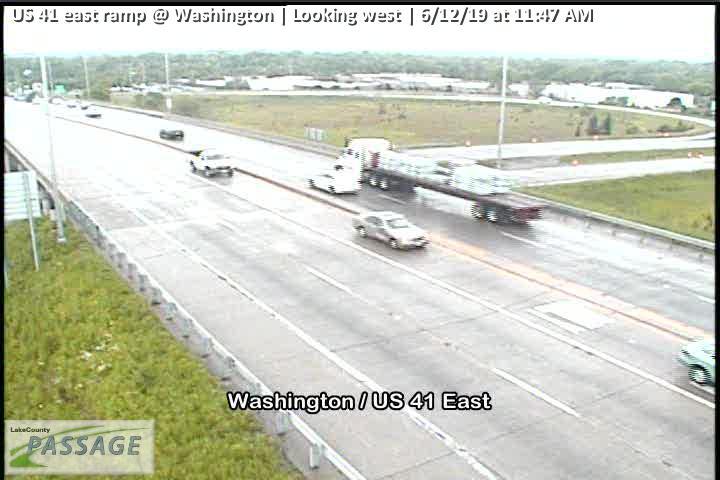 US 41 east ramp @ Washington | Looking west | 6/12/19 at 11:47 AM
Washington / US 41 East
LakeCounty
PASSAGE